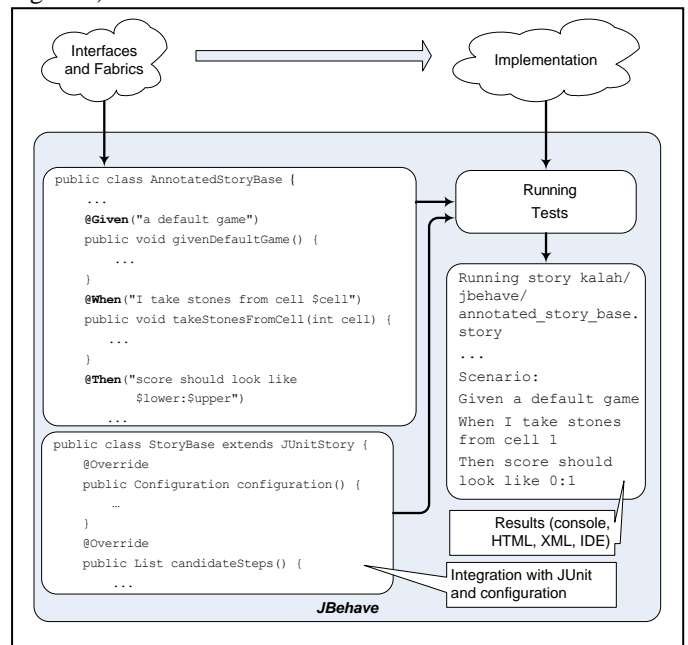 Interfaces
and Fabrics
Implementation
public class AnnotatedStoryBase {
...
@Given("a default game")
public void givenDefaultGame() {
...
}
@When("I take stones from cell $cell")
public void takeStonesFromCell(int cell) {
...
}
@Then("score should look like
$lower:$upper")
...
public class StoryBase extends JUnitStory {
@Override
public Configuration configuration() {
…
}
@Override
public List candidateSteps() {
...
Running
Tests
Running story kalah/
jbehave/
annotated_story_base.
story
...
Scenario:
Given a default game
When I take stones
from cell 1
Then score should
look like 0:1
Results (console,
HTML, XML, IDE)
Integration with JUnit
and configuration
JBehave